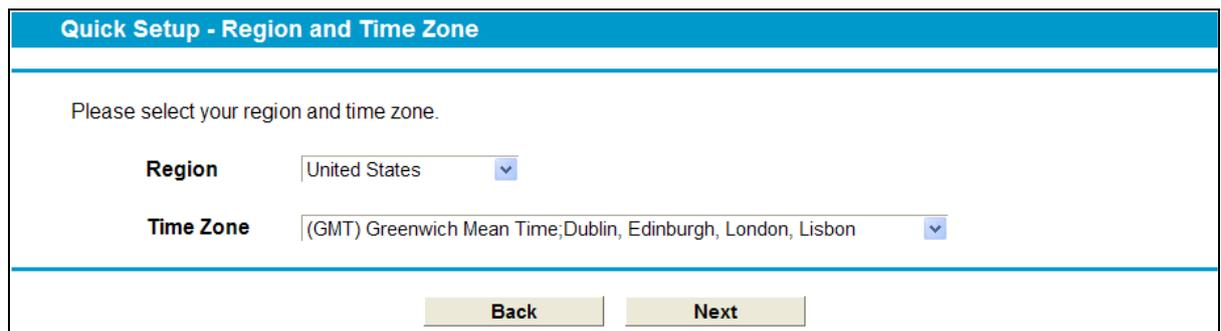 Quick Setup - Region and Time Zone
Please select your region and time zone.
Region United States
Time Zone (GMT) Greenwich Mean Time;Dublin, Edinburgh, London, Lisbon
Back Next